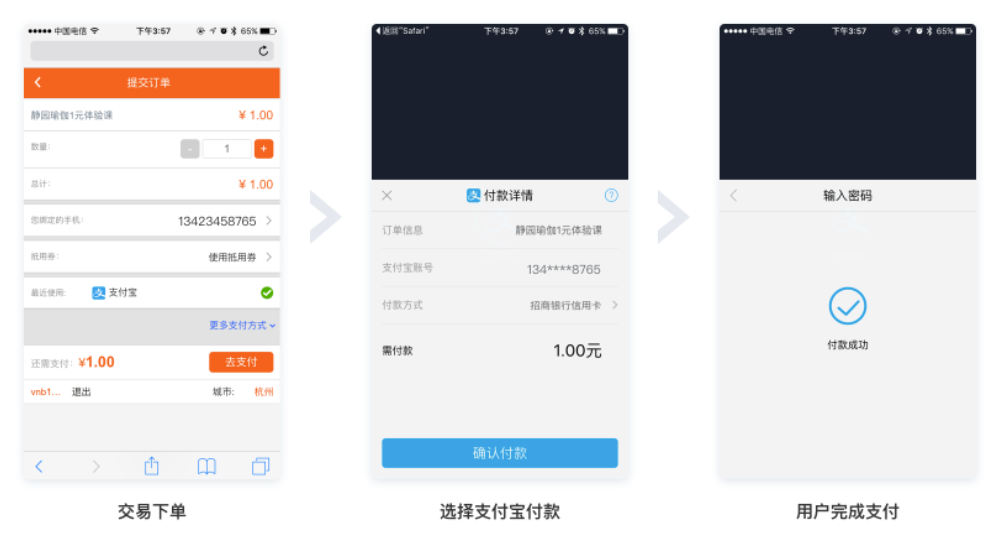 中国电信 下午3:57 65%
提交订单
静园瑜伽1元体验课 ¥ 1.00
数量: - 1 +
总计: ¥ 1.00
您绑定的手机: 13423458765
抵用券: 使用抵用券
最近使用: 支 支付宝
更多支付方式
还需支付: ¥1.00 去支付
vnb1... 退出 城市: 杭州
交易下单
返回"Safari" 下午3:57 65%
支 付款详情 ?
订单信息 静园瑜伽1元体验课
支付宝账号 134****8765
付款方式 招商银行信用卡
需付款 1.00元
确认付款
选择支付宝付款
中国电信 下午3:57 65%
输入密码
付款成功
用户完成支付